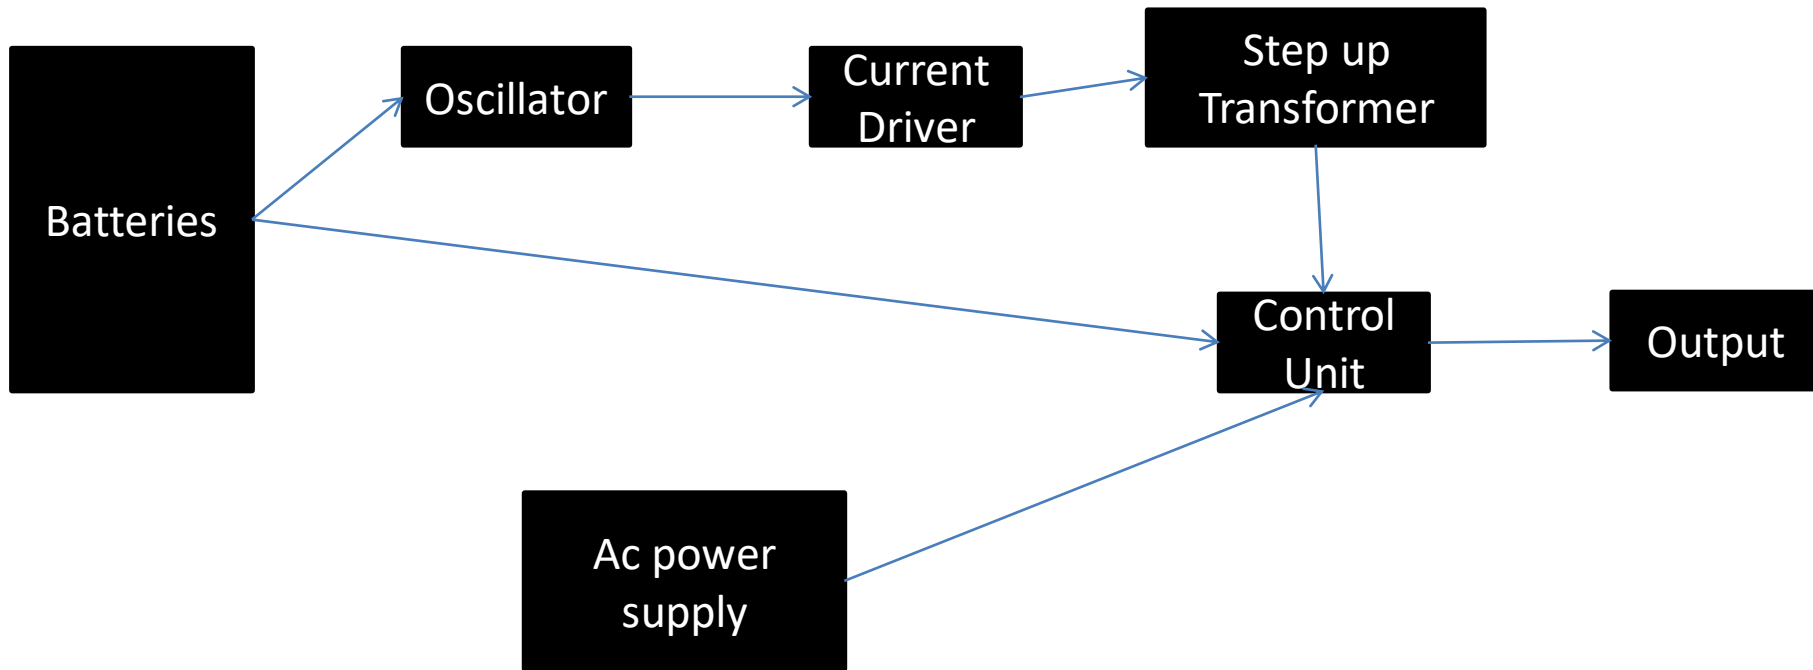 Batteries
Oscillator
Current
Driver
Step up
Transformer
Control
Unit
Output
Ac power
supply